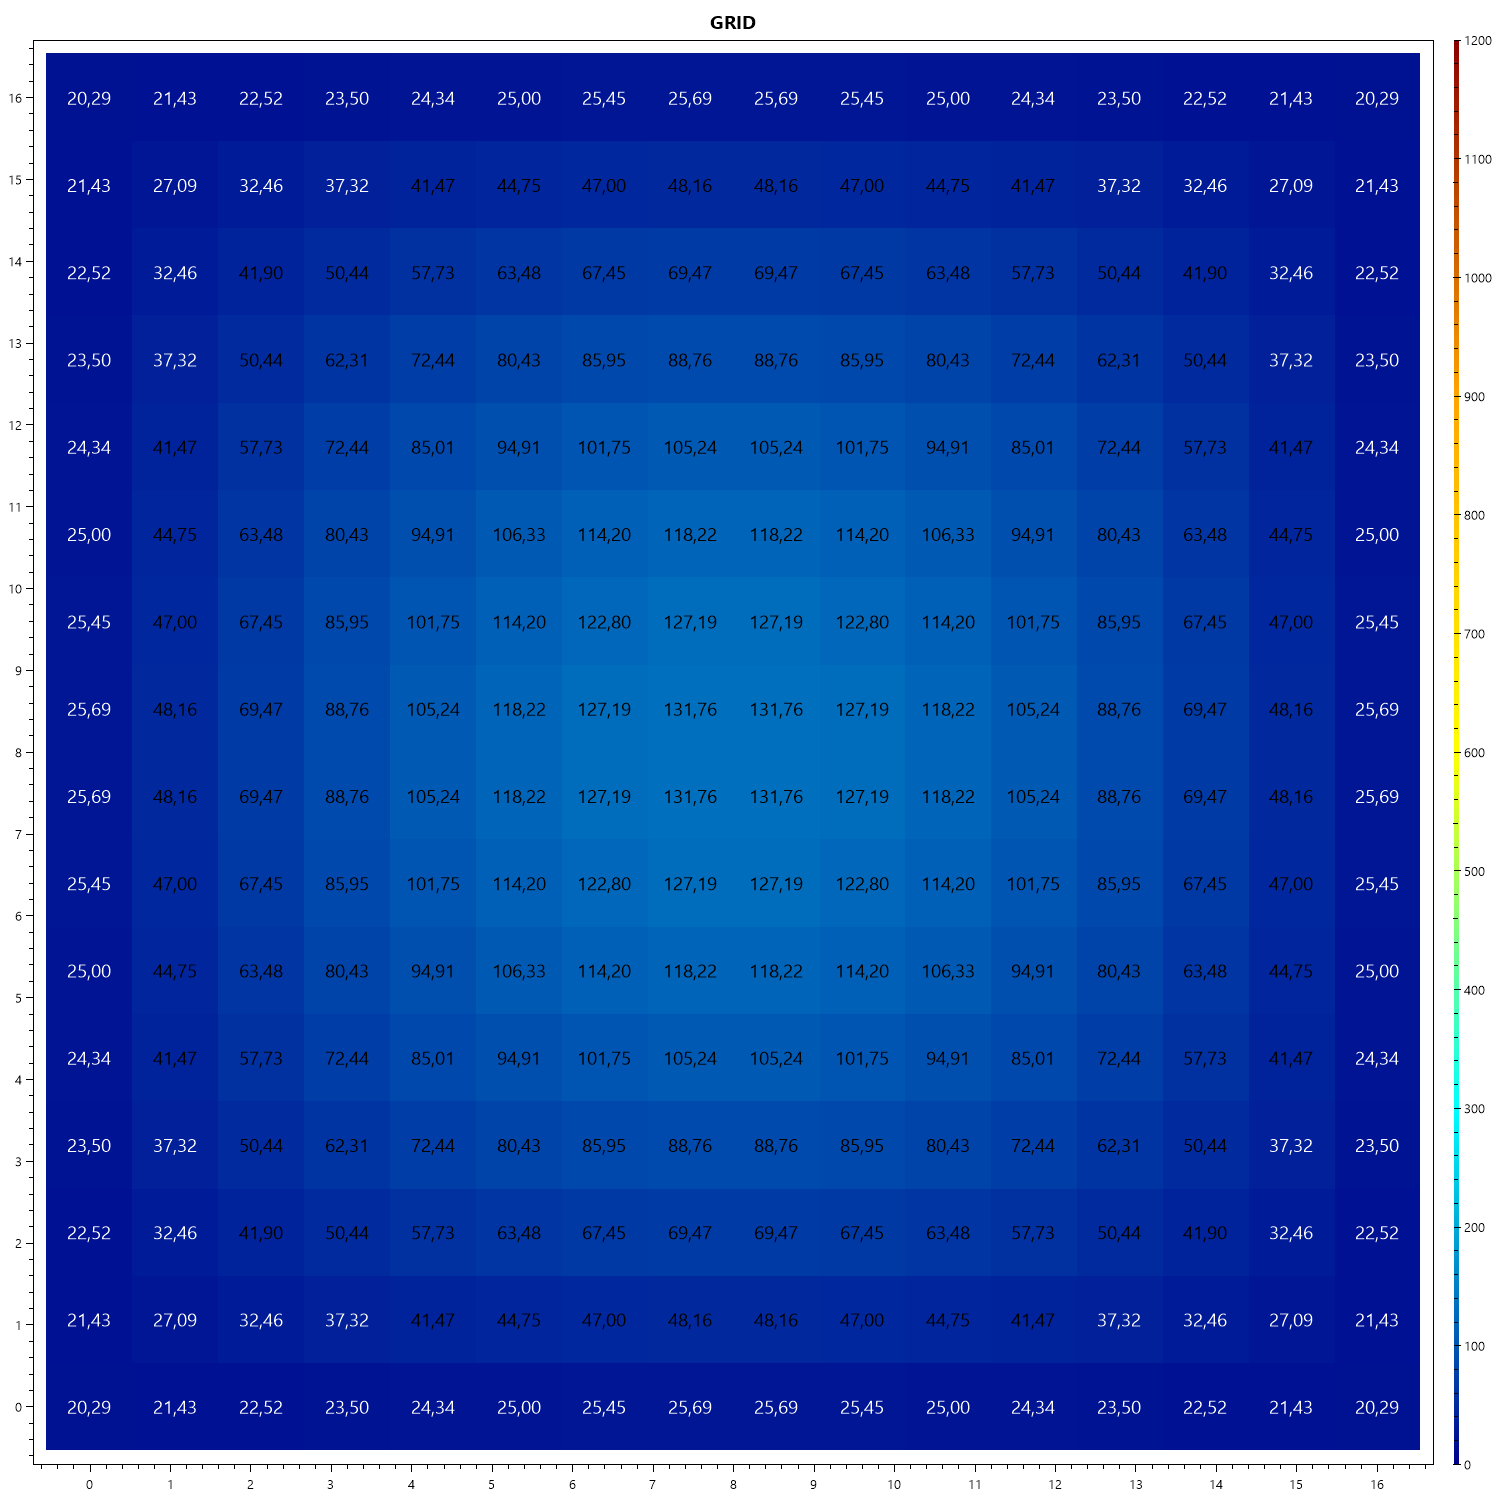 GRID
1200
16 20,29 21,43 22,52 23,50 24,34 25,00 25,45 25,69 25,69 25,45 25,00 24,34 23,50 22,52 21,43 20,29
1100
15 21,43 27,09 32,46 37,32 41,47 44,75 47,00 48,16 48,16 47,00 44,75 41,47 37,32 32,46 27,09 21,43
14 22,52 32,46 41,90 50,44 57,73 63,48 67,45 69,47 69,47 67,45 63,48 57,73 50,44 41,90 32,46 22,52
1000
13 23,50 37,32 50,44 62,31 72,44 80,43 85,95 88,76 88,76 85,95 80,43 72,44 62,31 50,44 37,32 23,50
900
12 24,34 41,47 57,73 72,44 85,01 94,91 101,75 105,24 105,24 101,75 94,91 85,01 72,44 57,73 41,47 24,34
11 800
25,00 44,75 63,48 80,43 94,91 106,33 114,20 118,22 118,22 114,20 106,33 94,91 80,43 63,48 44,75 25,00
10
25,45 47,00 67,45 85,95 101,75 114,20 122,80 127,19 127,19 122,80 114,20 101,75 85,95 67,45 47,00 25,45
700
9
25,69 48,16 69,47 88,76 105,24 118,22 127,19 131,76 131,76 127,19 118,22 105,24 88,76 69,47 48,16 25,69
8 600
25,69 48,16 69,47 88,76 105,24 118,22 127,19 131,76 131,76 127,19 118,22 105,24 88,76 69,47 48,16 25,69
7
500
25,45 47,00 67,45 85,95 101,75 114,20 122,80 127,19 127,19 122,80 114,20 101,75 85,95 67,45 47,00 25,45
6
25,00 44,75 63,48 80,43 94,91 106,33 114,20 118,22 118,22 114,20 106,33 94,91 80,43 63,48 44,75 25,00
5 400
24,34 41,47 57,73 72,44 85,01 94,91 101,75 105,24 105,24 101,75 94,91 85,01 72,44 57,73 41,47 24,34
4
300
23,50 37,32 50,44 62,31 72,44 80,43 85,95 88,76 88,76 85,95 80,43 72,44 62,31 50,44 37,32 23,50
3
200
22,52 32,46 41,90 50,44 57,73 63,48 67,45 69,47 69,47 67,45 63,48 57,73 50,44 41,90 32,46 22,52
2
21,43 27,09 32,46 37,32 41,47 44,75 47,00 48,16 48,16 47,00 44,75 41,47 37,32 32,46 27,09 21,43
1
100
0 20,29 21,43 22,52 23,50 24,34 25,00 25,45 25,69 25,69 25,45 25,00 24,34 23,50 22,52 21,43 20,29
0
0 1 2 3 4 5 6 7 8 9 10 11 12 13 14 15 16